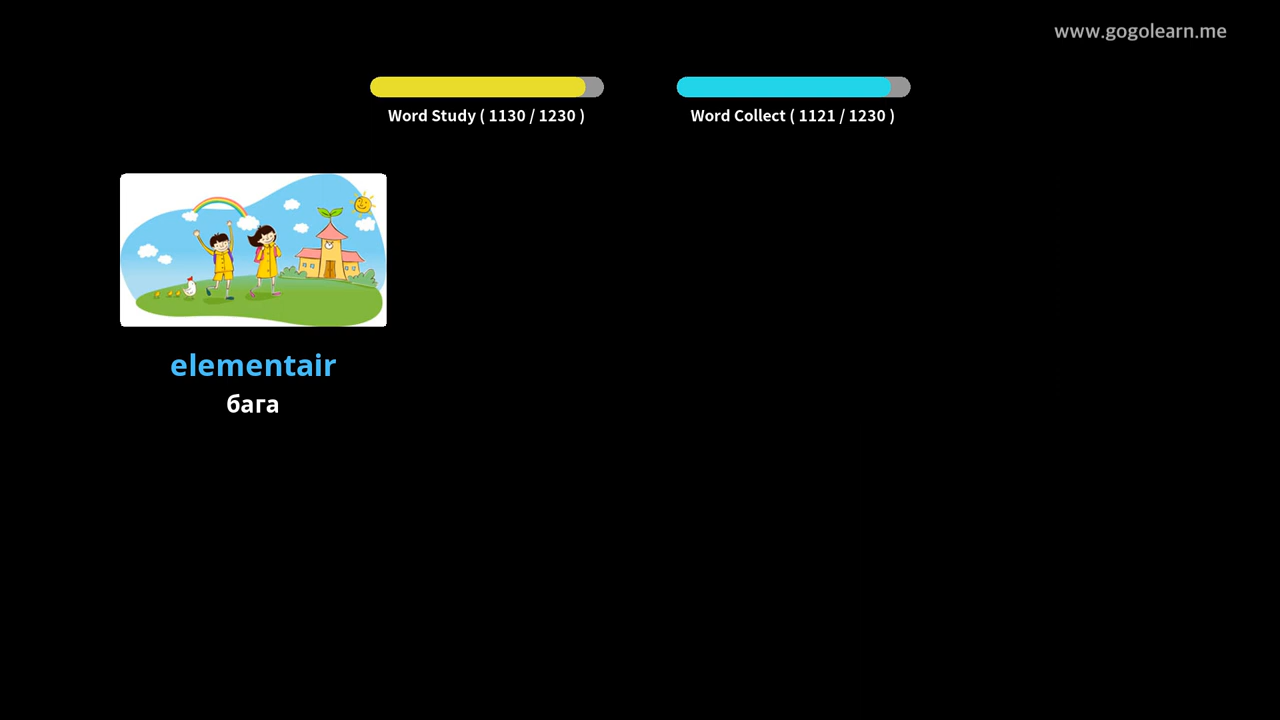 www.gogolearn.me
Word Study ( 1130 / 1230 )
Word Collect ( 1121 / 1230 )
elementair
бага